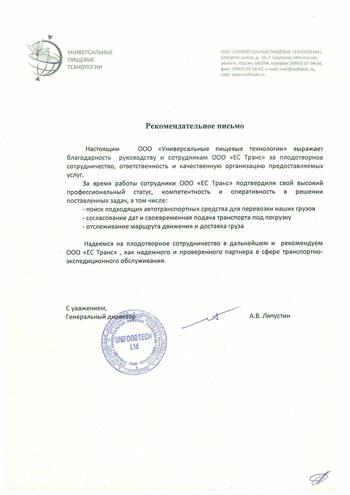 УНИВЕРСАЛЬНЫЕ
ПИЩЕВЫЕ
ТЕХНОЛОГИИ
ООО «УНИВЕРСАЛЬНЫЕ ПИЩЕВЫЕ ТЕХНОЛОГИИ»,
Рекомендательное письмо
Настоящим ООО «Универсальные пищевые технологии» выражает
благодарность руководству и сотрудникам ООО «ЕС Транс» за плодотворное
сотрудничество, ответственность и качественную организацию предоставляемых
услуг.
За время работы сотрудники ООО «ЕС Транс» подтвердили свой высокий
профессиональный статус, компетентность и оперативность в решении
поставленных задач, в том числе:
- поиск подходящих автотранспортных средства для перевозки наших грузов
- согласование дат и своевременная подача транспорта под погрузку
- отслеживание маршрута движения и доставка груза
Надеемся на плодотворное сотрудничество в дальнейшем и рекомендуем
ООО «ЕС Транс» , как надежного и проверенного партнера в сфере транспортно-
экспедиционного обслуживания.
С уважением,
Генеральный директор
А.В. Ляпустин
UNIFOODTECH
Ltd